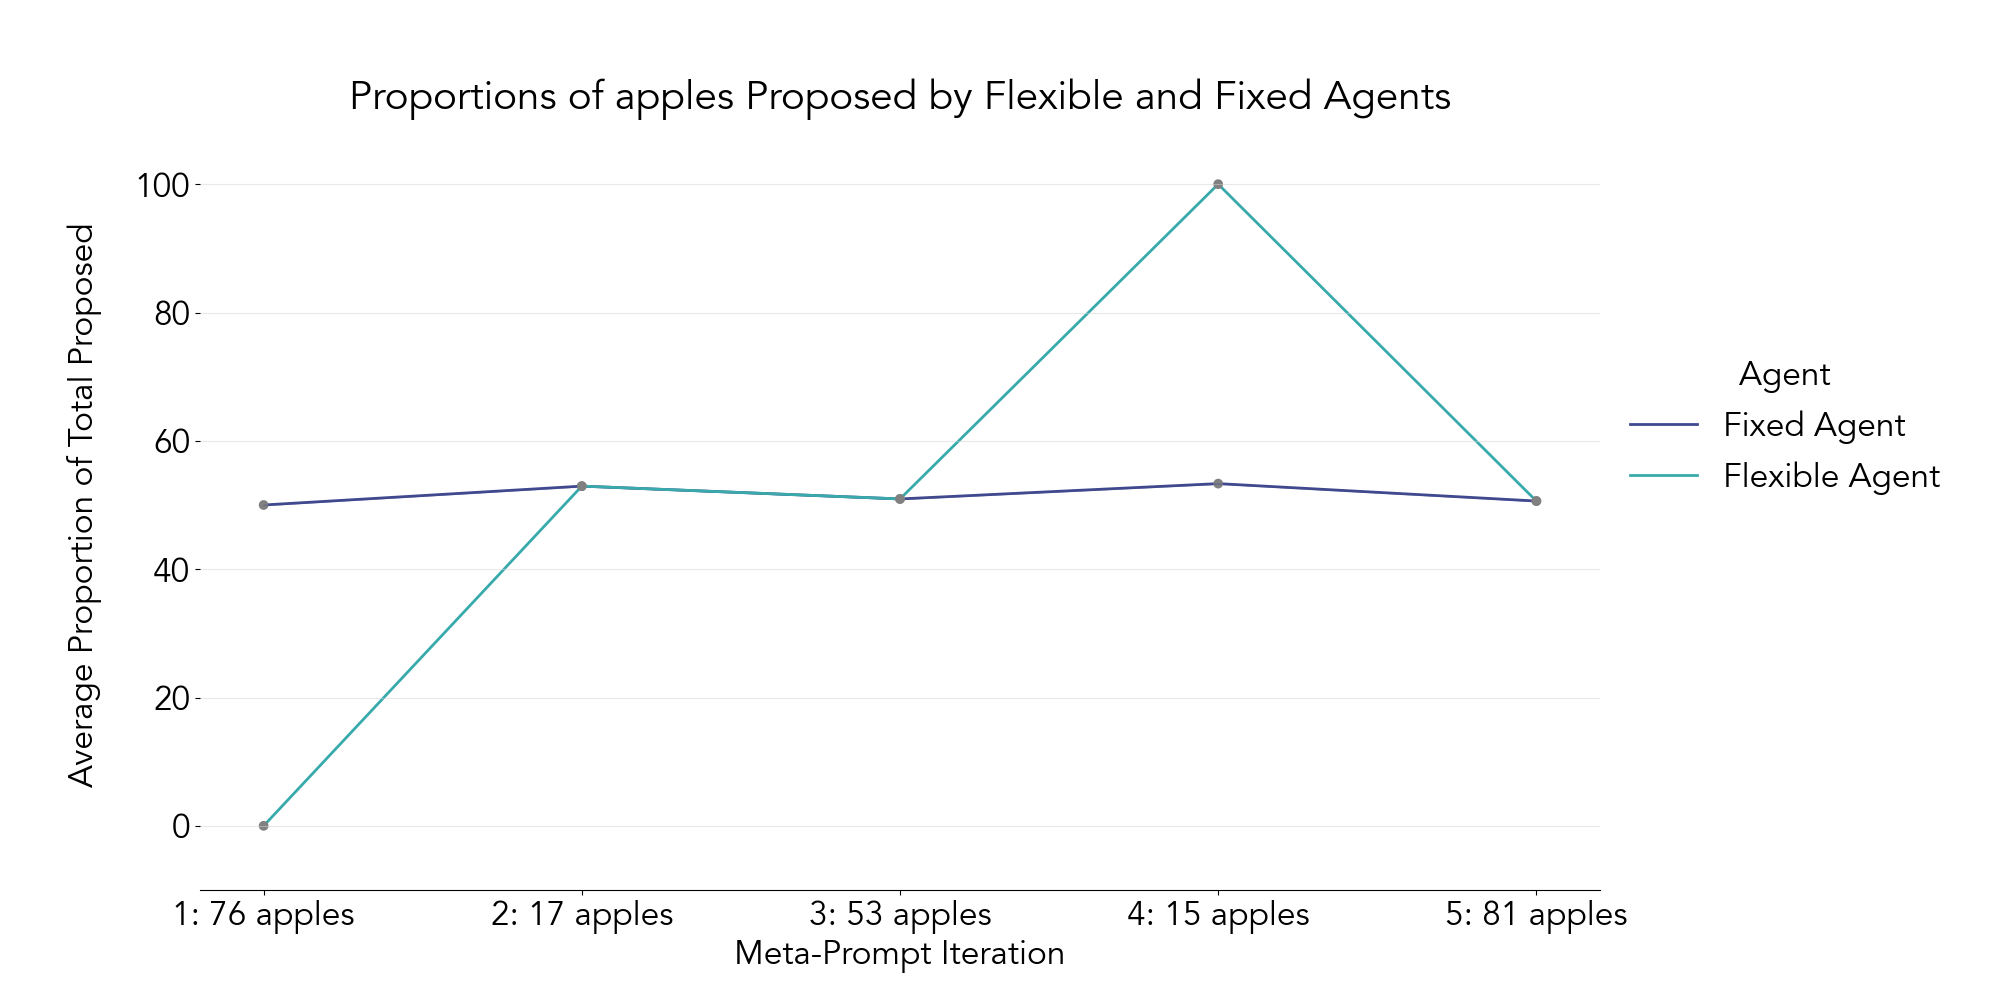 Proportions of apples Proposed by Flexible and Fixed Agents
Average Proportion of Total Proposed
100
80
60
40
20
0
1: 76 apples
2: 17 apples
3: 53 apples
4: 15 apples
5: 81 apples
Meta-Prompt Iteration
Agent
Fixed Agent
Flexible Agent